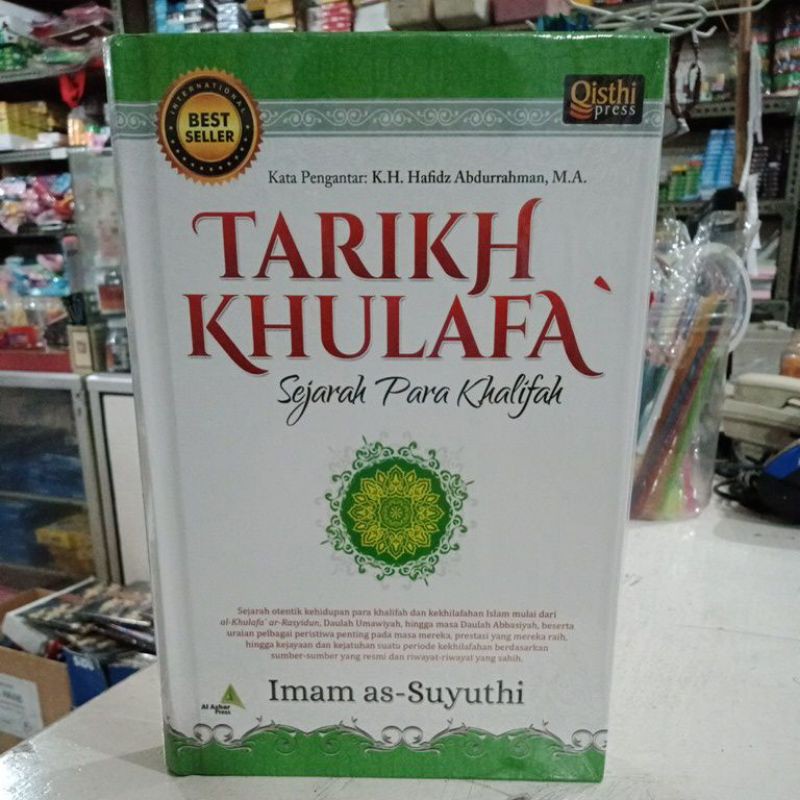 INTERNATIONAL
BEST
SELLER
Qisthi
press
Kata Pengantar: K.H. Hafidz Abdurrahman, M.A.
TARIKH
KHULAFA`
Sejarah Para Khalifah
Sejarah otentik kehidupan para khalifah dan kekhilafahan Islam mulai dari
al-Khulafa` ar-Rasyidun, Daulah Umawiyah, hingga masa Daulah Abbasiyah, beserta
uraian pelbagai peristiwa penting pada masa mereka, prestasi yang mereka raih,
hingga kejayaan dan kejatuhan suatu periode kekhilafahan berdasarkan
sumber-sumber yang resmi dan riwayat-riwayat yang sahih.
Al Azhar
Press
Imam as-Suyuthi